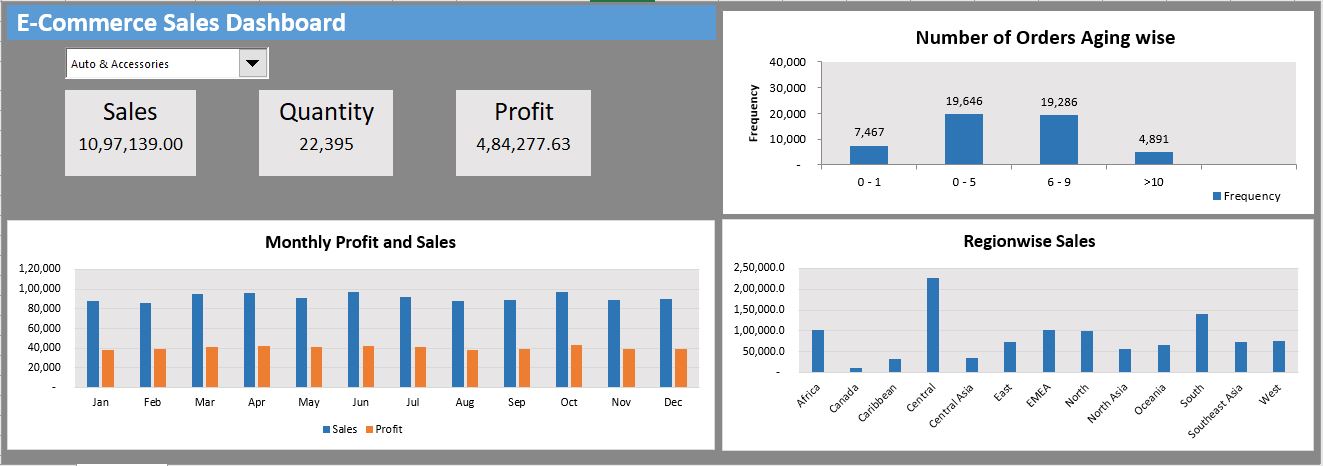 E-Commerce Sales Dashboard
Auto & Accessories
Sales
10,97,139.00
Quantity
22,395
Profit
4,84,277.63
Number of Orders Aging wise
Frequency
40,000
30,000
20,000
10,000
-
7,467
19,646
19,286
4,891
0 - 1
0 - 5
6 - 9
>10
Frequency
Monthly Profit and Sales
1,20,000
1,00,000
80,000
60,000
40,000
20,000
-
Jan Feb Mar Apr May Jun Jul Aug Sep Oct Nov Dec
Sales Profit
Regionwise Sales
2,50,000.0
2,00,000.0
1,50,000.0
1,00,000.0
50,000.0
-
Africa
Canada
Caribbean
Central
Central Asia
East
EMEA
North
North Asia
Oceania
South
Southeast Asia
West